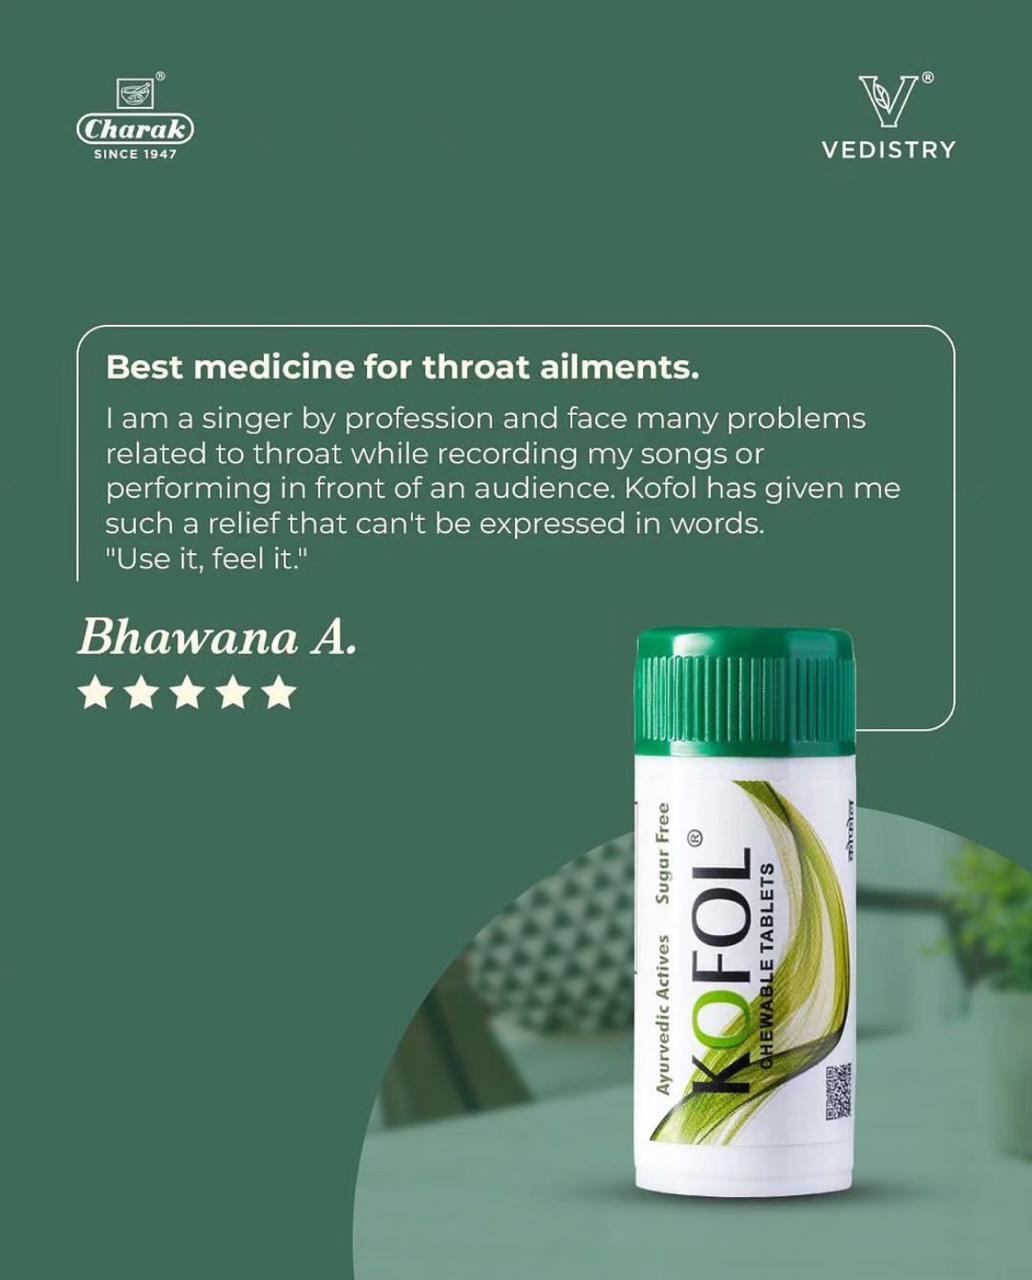 ®
Charak
SINCE 1947
V®
VEDISTRY
Best medicine for throat ailments.
I am a singer by profession and face many problems
related to throat while recording my songs or
performing in front of an audience. Kofol has given me
such a relief that can't be expressed in words.
"Use it, feel it."
Bhawana A.
Ayurvedic Actives Sugar Free
KOFOL®
CHEWABLE TABLETS
कोफोल